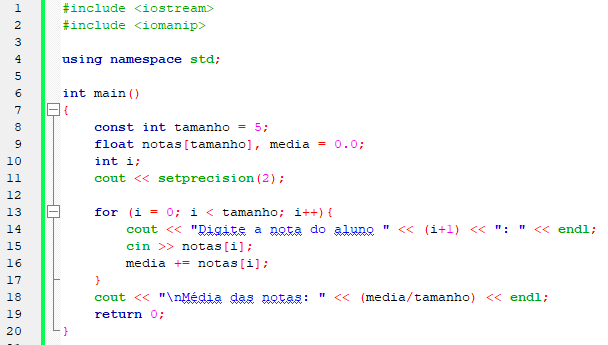 1 #include <iostream>
2 #include <iomanip>
3
4 using namespace std;
5
6 int main()
7 {
8 const int tamanho = 5;
9 float notas[tamanho], media = 0.0;
10 int i;
11 cout << setprecision(2);
12
13 for (i = 0; i < tamanho; i++){
14 cout << "Digite a nota do aluno " << (i+1) << ": " << endl;
15 cin >> notas[i];
16 media += notas[i];
17 }
18 cout << "\nMédia das notas: " << (media/tamanho) << endl;
19 return 0;
20 }